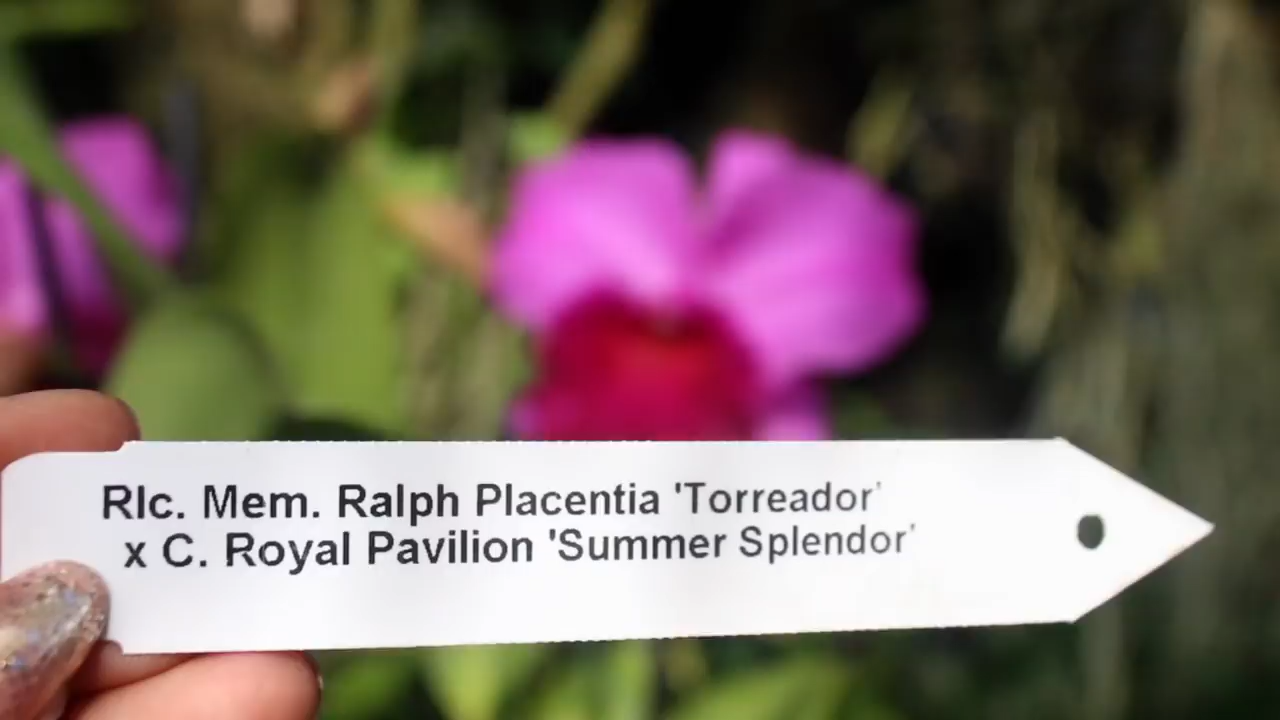 Rlc. Mem. Ralph Placentia 'Torreador'
x C. Royal Pavilion 'Summer Splendor'